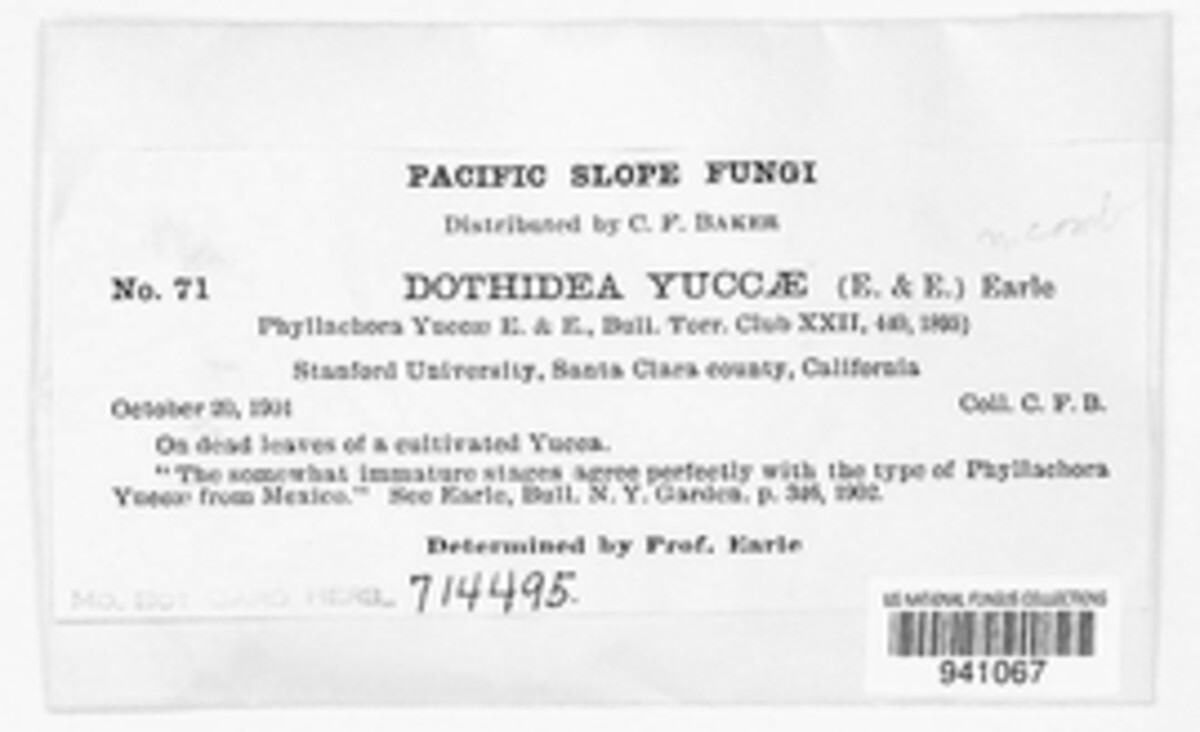 PACIFIC SLOPE FUNGI
Distributed by C. F. BAKER
n. comb
No. 71 DOTHIDEA YUCCÆ (E. & E.) Earle
Phyllachora Yuccæ E. & E., Bull. Torr. Club XXII, 440, 1895)
Stanford University, Santa Clara county, California
October 20, 1901 Coll. C. F. B.
On dead leaves of a cultivated Yucca.
"The somewhat immature stages agree perfectly with the type of Phyllachora
Yuccæ from Mexico." See Earle, Bull. N. Y. Garden, p. 346, 1902.
Determined by Prof. Earle
MO. BOT GARD HERB. 714495.
US NATIONAL FUNGUS COLLECTIONS
941067